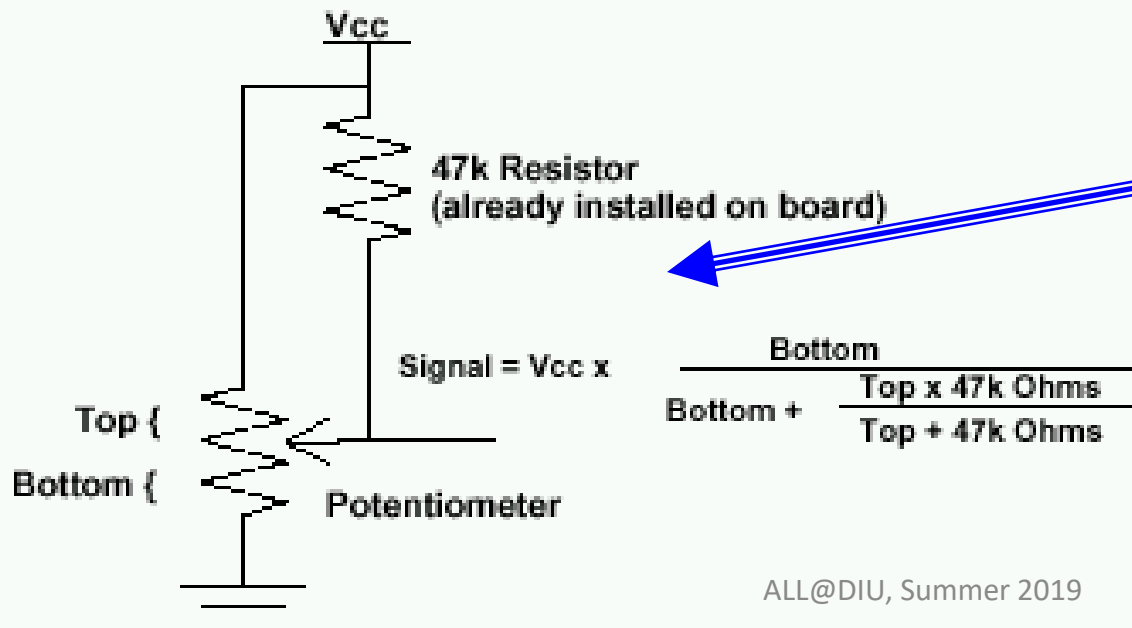 Vcc
47k Resistor
(already installed on board)
Signal = Vcc x
Bottom
Bottom +
Top x 47k Ohms
Top + 47k Ohms
Top {
Bottom {
Potentiometer
ALL@DIU, Summer 2019